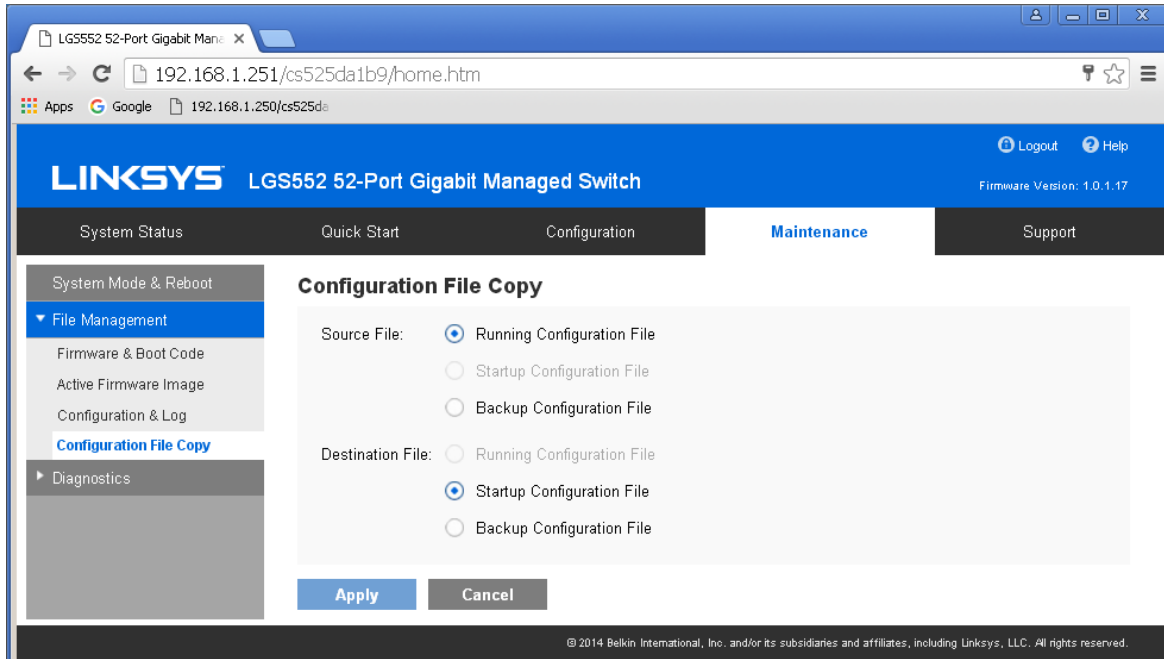 LGS552 52-Port Gigabit Mana
192.168.1.251/cs525da1b9/home.htm
Apps Google 192.168.1.250/cs525da
Logout Help
LINKSYS LGS552 52-Port Gigabit Managed Switch
Firmware Version: 1.0.1.17
System Status Quick Start Configuration Maintenance Support
System Mode & Reboot
File Management
Firmware & Boot Code
Active Firmware Image
Configuration & Log
Configuration File Copy
Diagnostics
Configuration File Copy
Source File: Running Configuration File
Startup Configuration File
Backup Configuration File
Destination File: Running Configuration File
Startup Configuration File
Backup Configuration File
Apply Cancel
© 2014 Belkin International, Inc. and/or its subsidiaries and affiliates, including Linksys, LLC. All rights reserved.